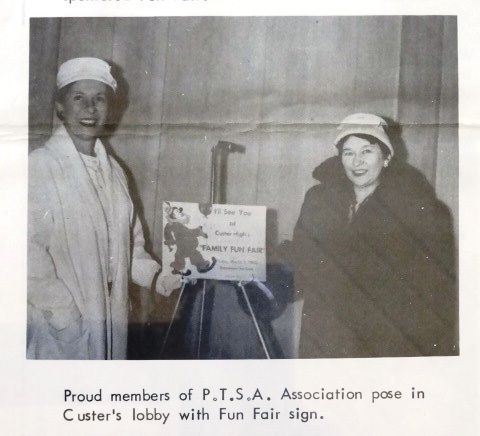 I'll See You
at
Custer High's
"FAMILY FUN FAIR"
Proud members of P.T.S.A. Association pose in
Custer's lobby with Fun Fair sign.